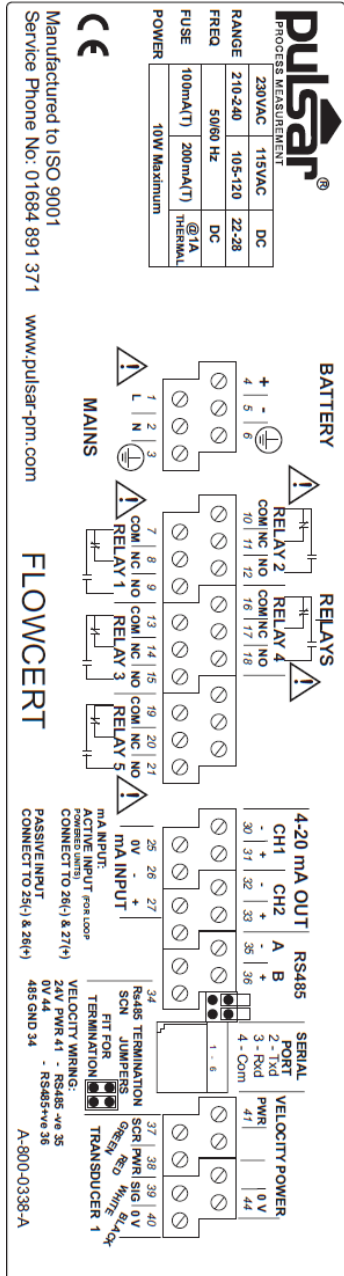 pulsar®
PROCESS MEASUREMENT
230VAC 115VAC DC
RANGE 210-240 105-120 22-28
FREQ 50/60 Hz DC
FUSE 100mA(T) 200mA(T) @1A THERMAL
POWER 10W Maximum
CE
Manufactured to ISO 9001
Service Phone No: 01684 891 371 www.pulsar-pm.com
BATTERY
+ -
4 5 6
1 2 3
L N
MAINS
RELAYS
RELAY 2
COM NC NO
10 11 12
RELAY 4
COM NC NO
16 17 18
7 8 9
COM NC NO
RELAY 1
13 14 15
COM NC NO
RELAY 3
19 20 21
COM NC NO
RELAY 5
FLOWCERT
4-20 mA OUT
CH1 CH2
- + - +
30 31 32 33
RS485
A B
- +
35 36
25 26 27
0V - +
mA INPUT
mA INPUT:
ACTIVE INPUT (FOR LOOP
POWERED UNITS)
CONNECT TO 26(-) & 27(+)
PASSIVE INPUT
CONNECT TO 25(-) & 26(+)
SERIAL
PORT
2 - Txd
3 - Rxd
4 - Com
1 - 6
34
SCN
Rs485 TERMINATION
JUMPERS
FIT FOR
TERMINATION
VELOCITY POWER
PWR 0V
41 44
37 38 39 40
SCR PWR SIG 0V
GREEN RED WHITE BLACK
TRANSDUCER 1
VELOCITY WIRING:
24V PWR 41 - RS485 -ve 35
0V 44 - RS485+ve 36
485 GND 34
A-800-0338-A